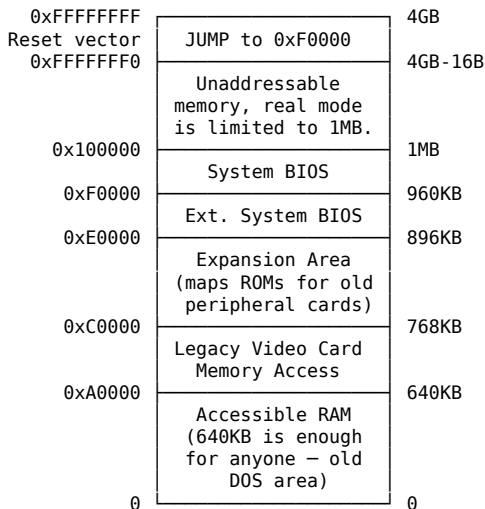 0xFFFFFFFF 4GB
Reset vector JUMP to 0xF0000
0xFFFFFFF0 4GB-16B
Unaddressable
memory, real mode
is limited to 1MB.
0x100000 1MB
System BIOS
0xF0000 960KB
Ext. System BIOS
0xE0000 896KB
Expansion Area
(maps ROMs for old
peripheral cards)
0xC0000 768KB
Legacy Video Card
Memory Access
0xA0000 640KB
Accessible RAM
(640KB is enough
for anyone – old
DOS area)
0 0